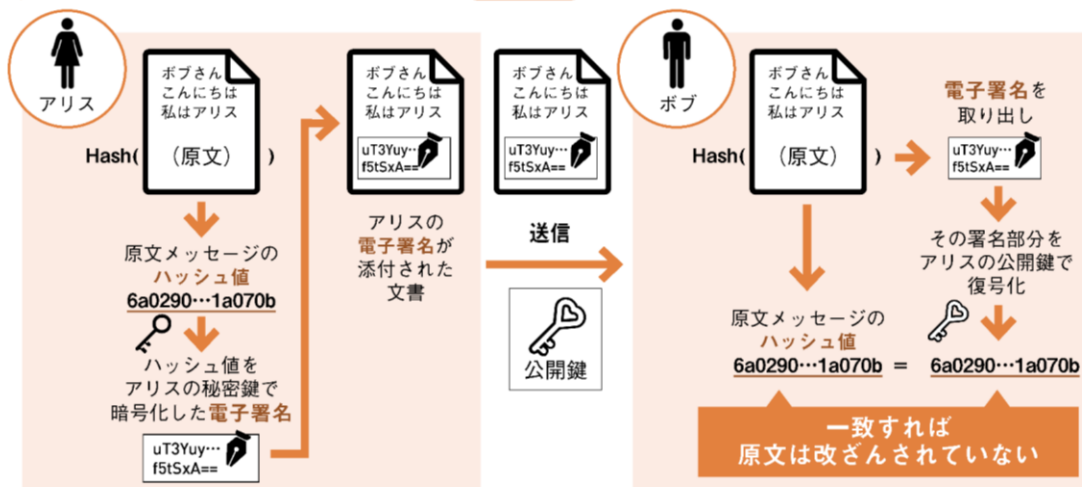 アリス
ボブさん
こんにちは
私はアリス
Hash( （原文） )
原文メッセージの
ハッシュ値
6a0290…1a070b
ハッシュ値を
アリスの秘密鍵で
暗号化した電子署名
uT3Yuy…
f5tSxA==
ボブさん
こんにちは
私はアリス
uT3Yuy…
f5tSxA==
アリスの
電子署名が
添付された
文書
ボブさん
こんにちは
私はアリス
uT3Yuy…
f5tSxA==
送信
公開鍵
ボブ
ボブさん
こんにちは
私はアリス
Hash( （原文） )
原文メッセージの
ハッシュ値
6a0290…1a070b
=
電子署名を
取り出し
uT3Yuy…
f5tSxA==
その署名部分を
アリスの公開鍵で
復号化
6a0290…1a070b
一致すれば
原文は改ざんされていない